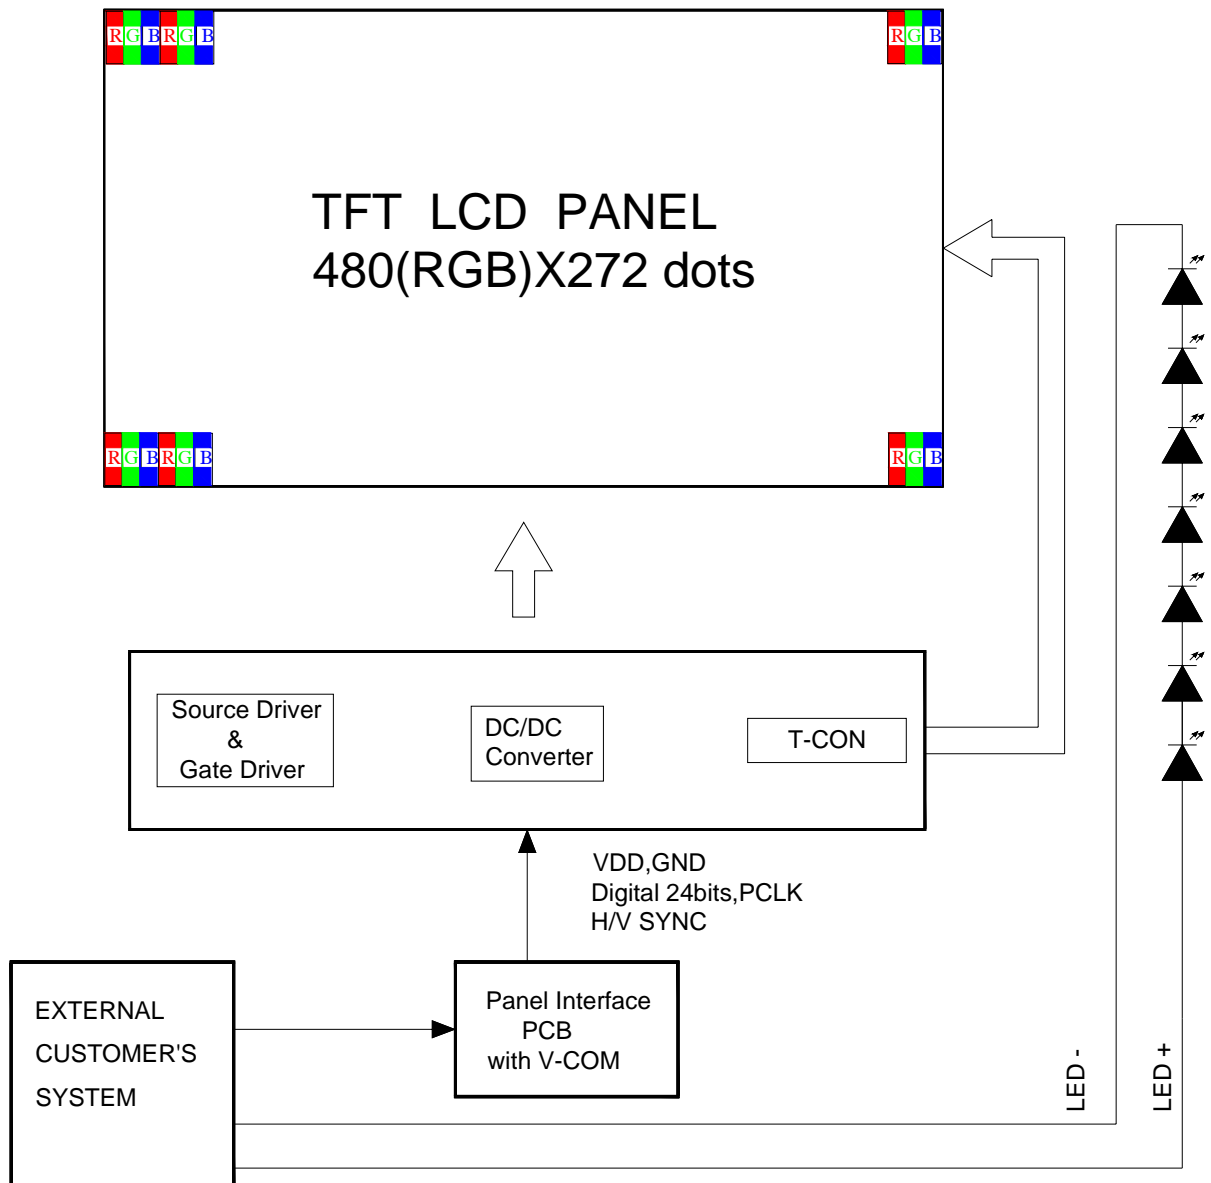 RGBRGB RGB
TFT LCD PANEL
480(RGB)X272 dots
RGBRGB RGB
Source Driver
&
Gate Driver
DC/DC
Converter
T-CON
VDD,GND
Digital 24bits,PCLK
H/V SYNC
EXTERNAL
CUSTOMER'S
SYSTEM
Panel Interface
PCB
with V-COM
LED -
LED +